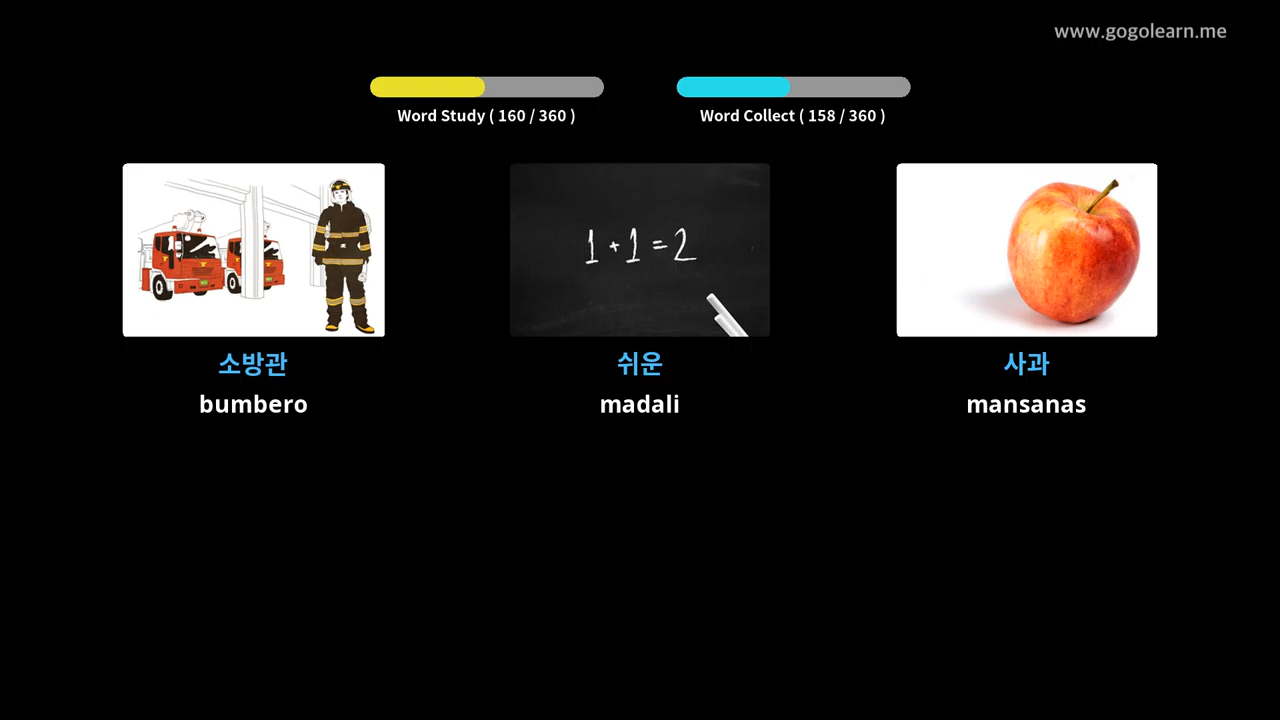 www.gogolearn.me
Word Study ( 160 / 360 )
Word Collect ( 158 / 360 )
1+1=2
소방관
쉬운
사과
bumbero
madali
mansanas